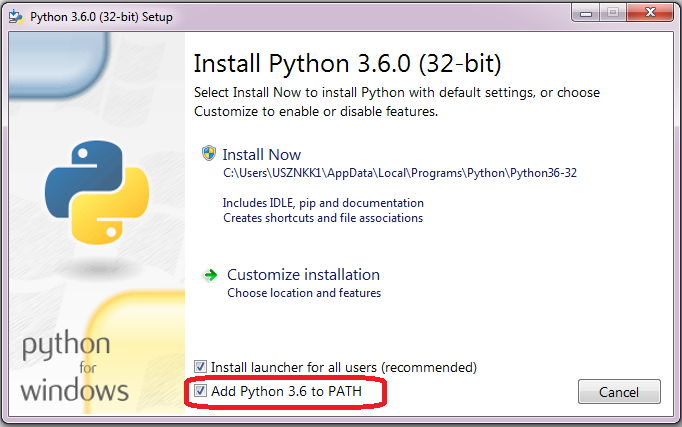 Python 3.6.0 (32-bit) Setup
Install Python 3.6.0 (32-bit)
Select Install Now to install Python with default settings, or choose
Customize to enable or disable features.
Install Now
C:\Users\USZNKK1\AppData\Local\Programs\Python\Python36-32
Includes IDLE, pip and documentation
Creates shortcuts and file associations
Customize installation
Choose location and features
python
for
windows
Install launcher for all users (recommended)
Add Python 3.6 to PATH
Cancel